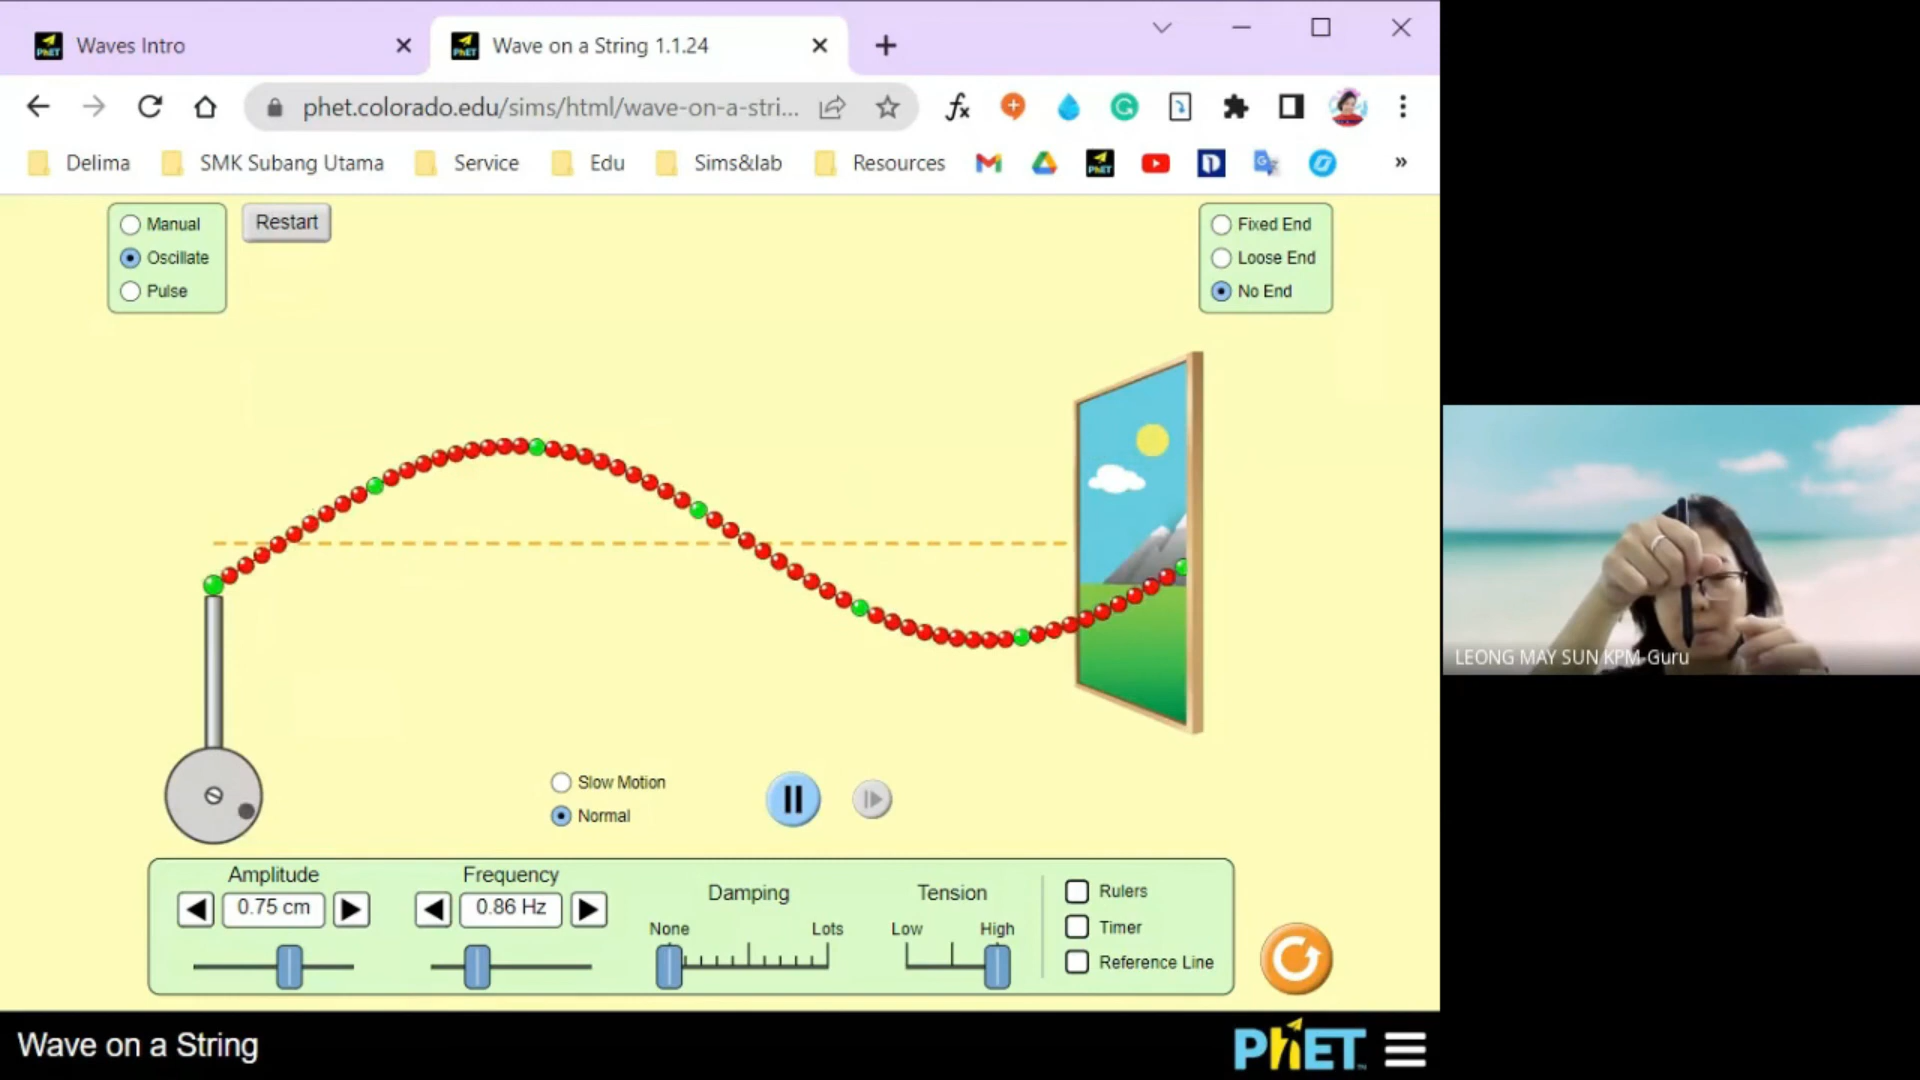 Waves Intro
Wave on a String 1.1.24
phet.colorado.edu/sims/html/wave-on-a-stri...
Delima
SMK Subang Utama
Service
Edu
Sims&lab
Resources
»
Manual
Oscillate
Pulse
Restart
Fixed End
Loose End
No End
LEONG MAY SUN KPM-Guru
Slow Motion
Normal
Amplitude
0.75 cm
Frequency
0.86 Hz
Damping
None
Lots
Tension
Low
High
Rulers
Timer
Reference Line
Wave on a String
PhET